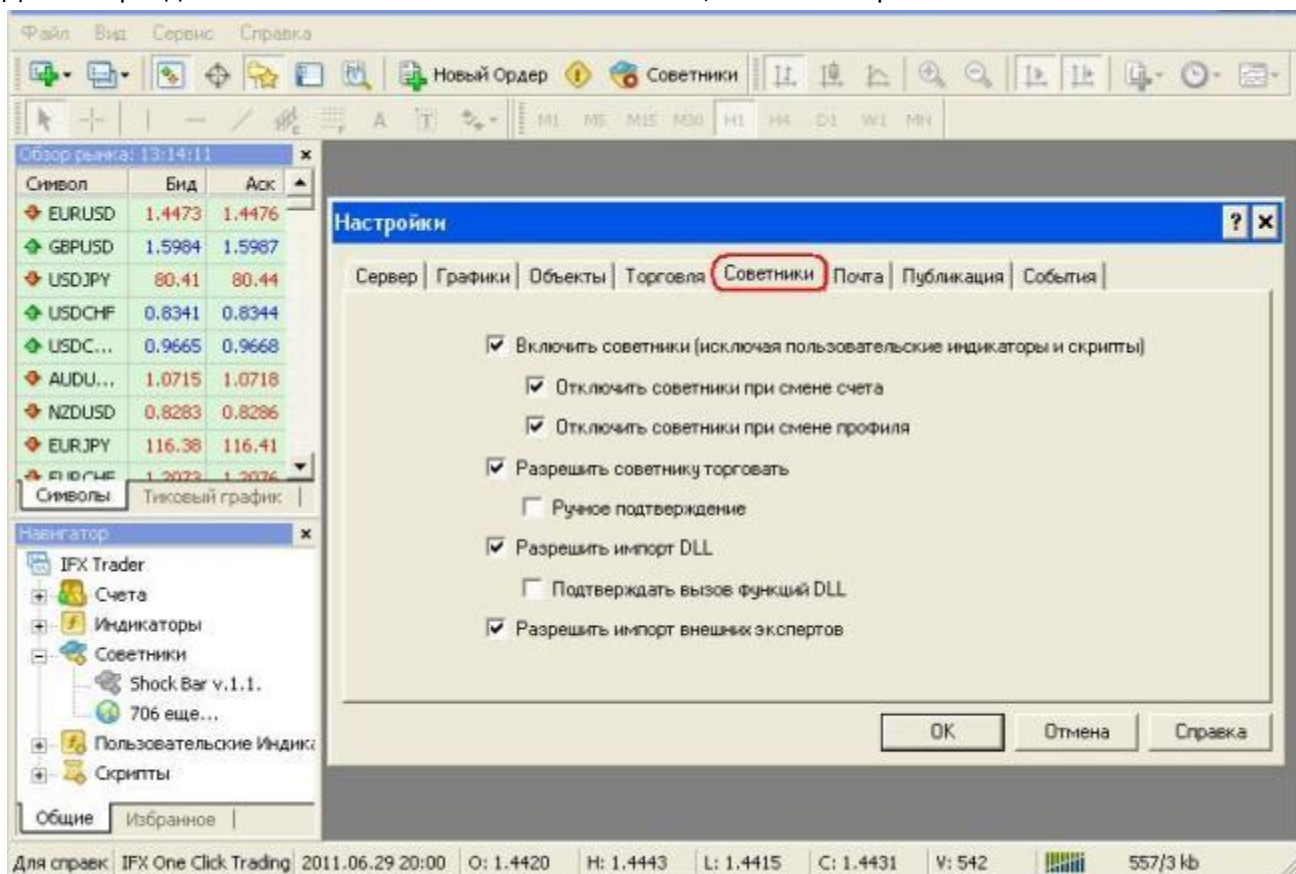 Файл Вид Сервис Справка
Новый Ордер Советники
A T M1 M5 M15 M30 H1 H4 D1 W1 MN
Обзор рынка: 13:14:11
Символ Бид Аск
EURUSD 1.4473 1.4476
GBPUSD 1.5984 1.5987
USDJPY 80.41 80.44
USDCHF 0.8341 0.8344
USDC... 0.9665 0.9668
AUDU... 1.0715 1.0718
NZDUSD 0.8283 0.8286
EURJPY 116.38 116.41
EURCHF 1.2073 1.2076
Символы Тиковый график
Навигатор
IFX Trader
Счета
Индикаторы
Советники
Shock Bar v.1.1.
706 еще...
Пользовательские Индика
Скрипты
Общие Избранное
Настройки
Сервер Графики Объекты Торговля Советники Почта Публикация События
Включить советники (исключая пользовательские индикаторы и скрипты)
Отключить советники при смене счета
Отключить советники при смене профиля
Разрешить советнику торговать
Ручное подтверждение
Разрешить импорт DLL
Подтверждать вызов функций DLL
Разрешить импорт внешних экспертов
OK Отмена Справка
Для справк IFX One Click Trading 2011.06.29 20:00 O: 1.4420 H: 1.4443 L: 1.4415 C: 1.4431 V: 542 557/3 kb